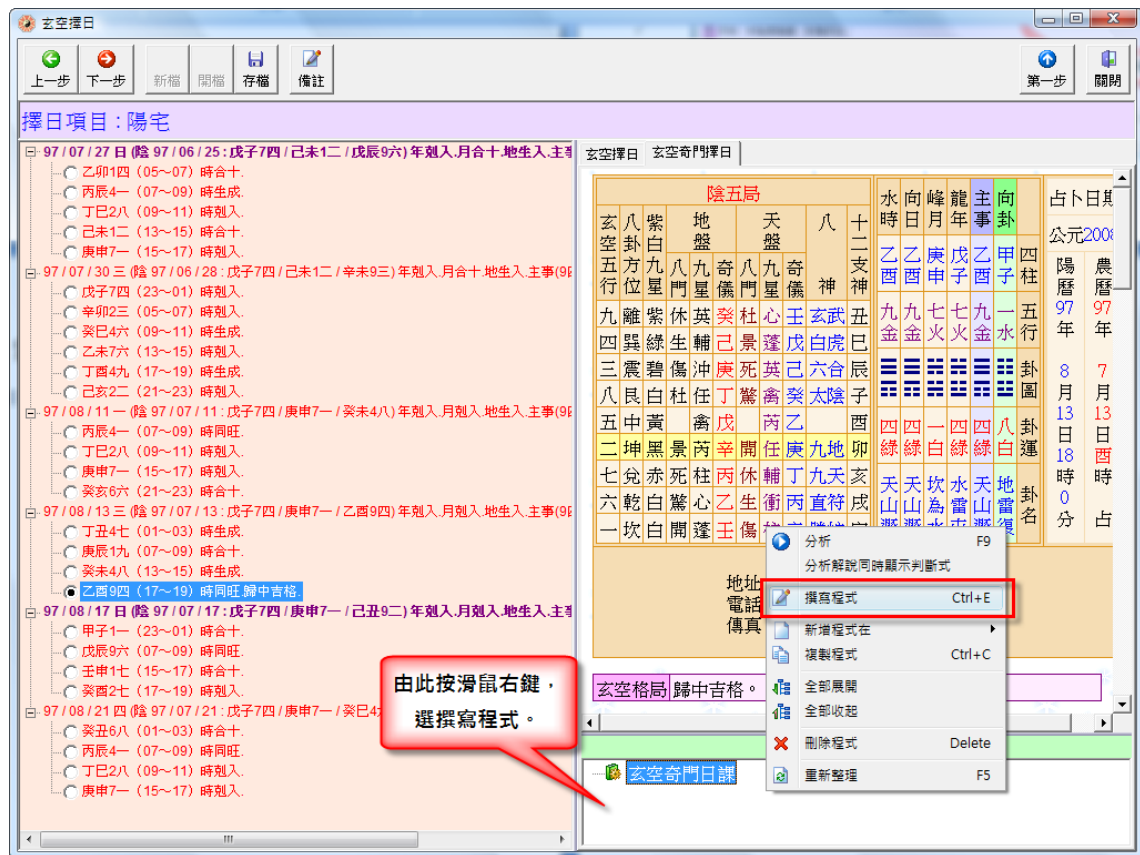 玄空擇日
上一步 下一步 新檔 開檔 存檔 備註 第一步 關閉
擇日項目:陽宅
97/07/27 日 (陰 97/06/25:戊子7四/己未1二/戊辰9六) 年剋入.月合十.地生入.主事
乙卯1四 (05~07) 時合十.
丙辰4一 (07~09) 時生成.
丁巳2八 (09~11) 時剋入.
己未1二 (13~15) 時合十.
庚申7一 (15~17) 時剋入.
97/07/30 三 (陰 97/06/28:戊子7四/己未1二/辛未9三) 年剋入.月合十.地生入.主事(9
戊子7四 (23~01) 時剋入.
辛卯2三 (05~07) 時剋入.
癸巳4六 (09~11) 時生成.
乙未7六 (13~15) 時剋入.
丁酉4九 (17~19) 時生成.
己亥2二 (21~23) 時剋入.
97/08/11 一 (陰 97/07/11:戊子7四/庚申7一/癸未4八) 年剋入.月剋入.地生入.主事(9
丙辰4一 (07~09) 時同旺.
丁巳2八 (09~11) 時剋入.
庚申7一 (15~17) 時剋入.
癸亥6六 (21~23) 時剋入.
97/08/13 三 (陰 97/07/13:戊子7四/庚申7一/乙酉9四) 年剋入.月剋入.地生入.主事(9
丁丑4七 (01~03) 時生成.
庚辰1九 (07~09) 時合十.
癸未4八 (13~15) 時生成.
乙酉9四 (17~19) 時同旺.歸中吉格.
97/08/17 日 (陰 97/07/17:戊子7四/庚申7一/己丑9二) 年剋入.月剋入.地生入.主事
甲子1一 (23~01) 時合十.
戊辰9六 (07~09) 時同旺.
壬申1七 (15~17) 時合十.
癸酉2七 (17~19) 時剋入.
97/08/21 四 (陰 97/07/21:戊子7四/庚申7一/癸巳4
癸丑6八 (01~03) 時合十.
丙辰4一 (07~09) 時同旺.
丁巳2八 (09~11) 時剋入.
庚申7一 (15~17) 時剋入.
由此按滑鼠右鍵,
選撰寫程式。
玄空擇日 玄空奇門擇日
陰五局
玄空五行 八卦方位 紫白九星 地盤 八門 九星 奇儀 天盤 八門 九星 奇儀 八神 十二支神
九 離 紫 休 英 癸 杜 心 壬 玄武 丑
四 巽 綠 生 輔 己 景 蓬 戊 白虎 巳
三 震 碧 傷 沖 庚 死 英 己 六合 辰
八 艮 白 杜 任 丁 驚 禽 癸 太陰 子
五 中 黃 禽 戊 芮 乙 酉
二 坤 黑 景 芮 辛 開 任 庚 九地 卯
七 兌 赤 死 柱 丙 休 輔 丁 九天 亥
六 乾 白 驚 心 乙 生 衝 丙 直符 戌
一 坎 白 開 蓬 壬 傷
水時 向日 峰月 龍年 主事 向卦
乙酉 乙酉 庚申 戊子 乙酉 甲子 四柱
九金 九金 七火 七火 九金 一水 五行
卦圖
四綠 四綠 一白 四綠 四綠 八白 卦運
天山 天山 坎為水 水雷屯 天山 地雷復 卦名
占卜日期
公元2008
陽曆 97年 8月 13日 18時 0分
農曆 97年 7月 13日 酉時 占
地址
電話
傳真
玄空格局 歸中吉格。
玄空奇門日課
分析 F9
分析解說同時顯示判斷式
撰寫程式 Ctrl+E
新增程式在
複製程式 Ctrl+C
全部展開
全部收起
刪除程式 Delete
重新整理 F5